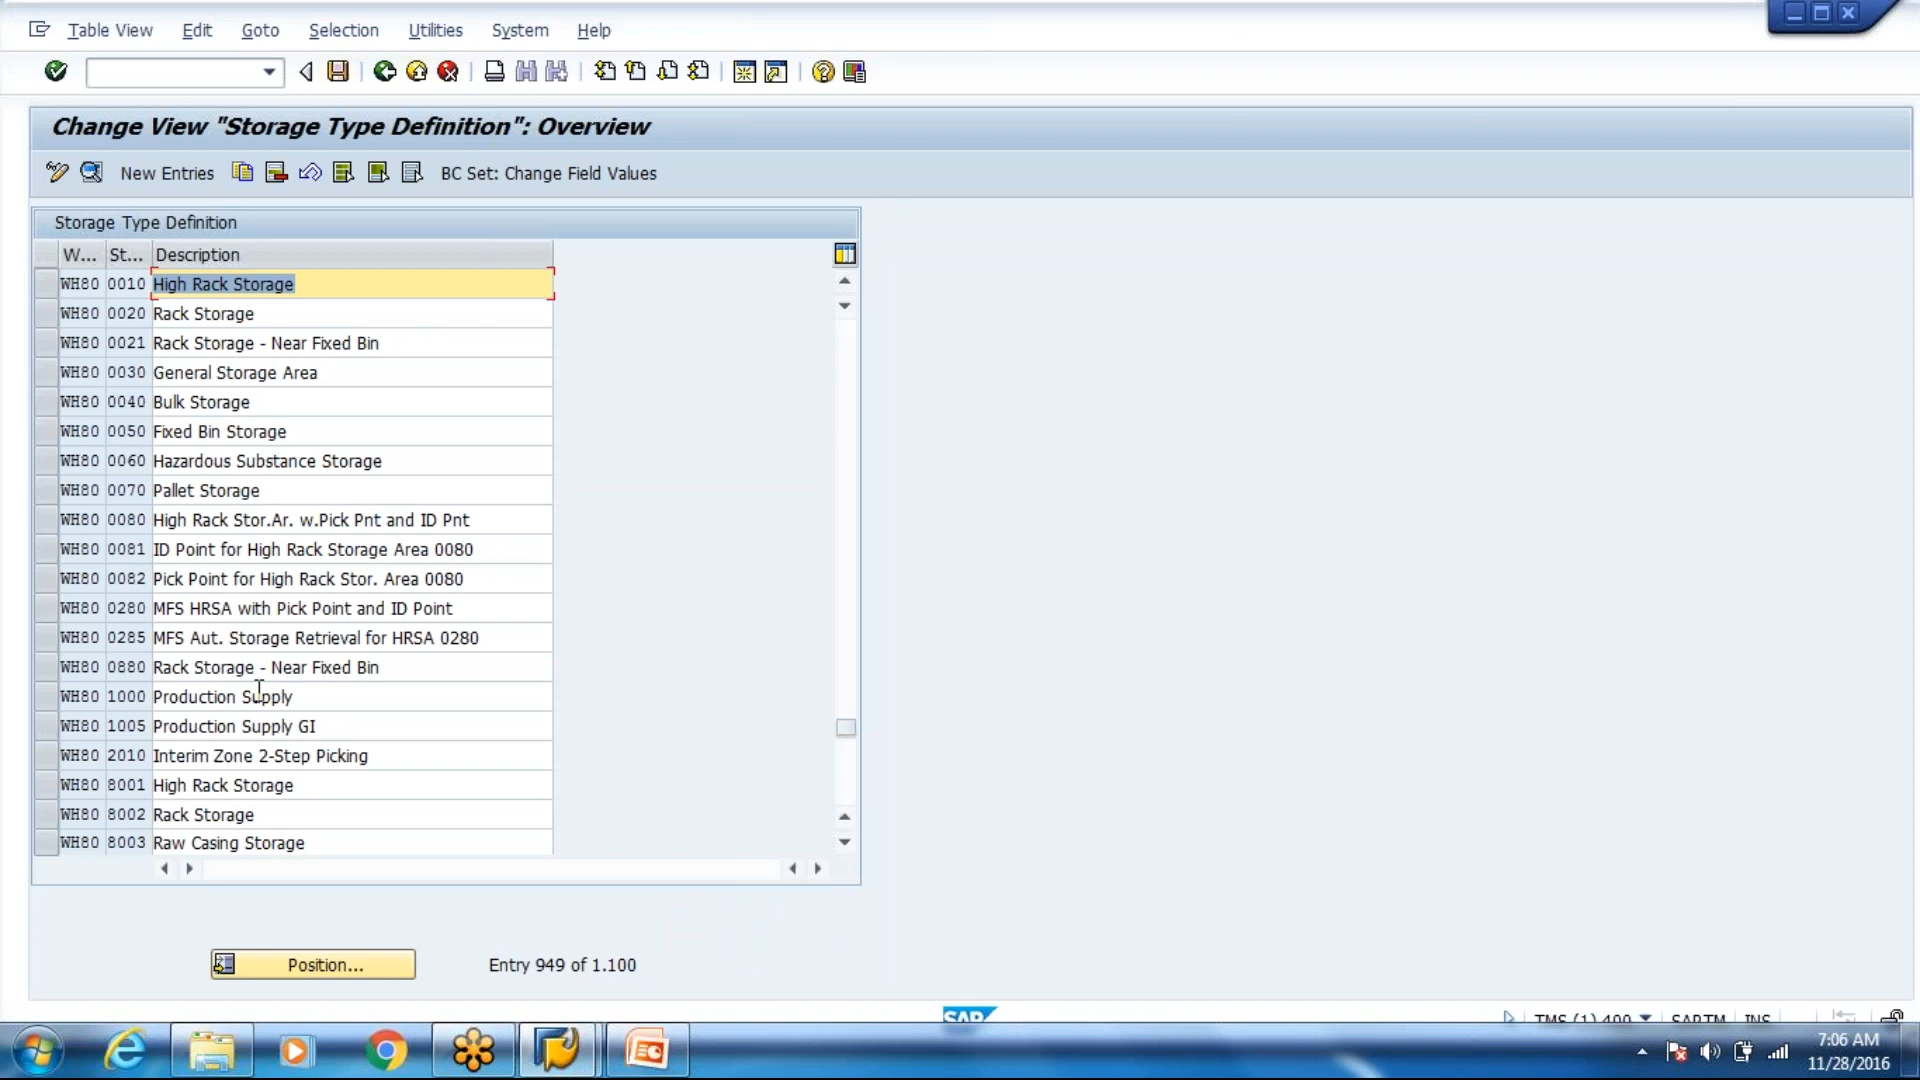 Table View Edit Goto Selection Utilities System Help
Change View "Storage Type Definition": Overview
New Entries BC Set: Change Field Values
Storage Type Definition
W... St... Description
WH80 0010 High Rack Storage
WH80 0020 Rack Storage
WH80 0021 Rack Storage - Near Fixed Bin
WH80 0030 General Storage Area
WH80 0040 Bulk Storage
WH80 0050 Fixed Bin Storage
WH80 0060 Hazardous Substance Storage
WH80 0070 Pallet Storage
WH80 0080 High Rack Stor.Ar. w.Pick Pnt and ID Pnt
WH80 0081 ID Point for High Rack Storage Area 0080
WH80 0082 Pick Point for High Rack Stor. Area 0080
WH80 0280 MFS HRSA with Pick Point and ID Point
WH80 0285 MFS Aut. Storage Retrieval for HRSA 0280
WH80 0880 Rack Storage - Near Fixed Bin
WH80 1000 Production Supply
WH80 1005 Production Supply GI
WH80 2010 Interim Zone 2-Step Picking
WH80 8001 High Rack Storage
WH80 8002 Rack Storage
WH80 8003 Raw Casing Storage
Position... Entry 949 of 1.100
SAP TMS (1) 400 SAPTM INS
7:06 AM
11/28/2016